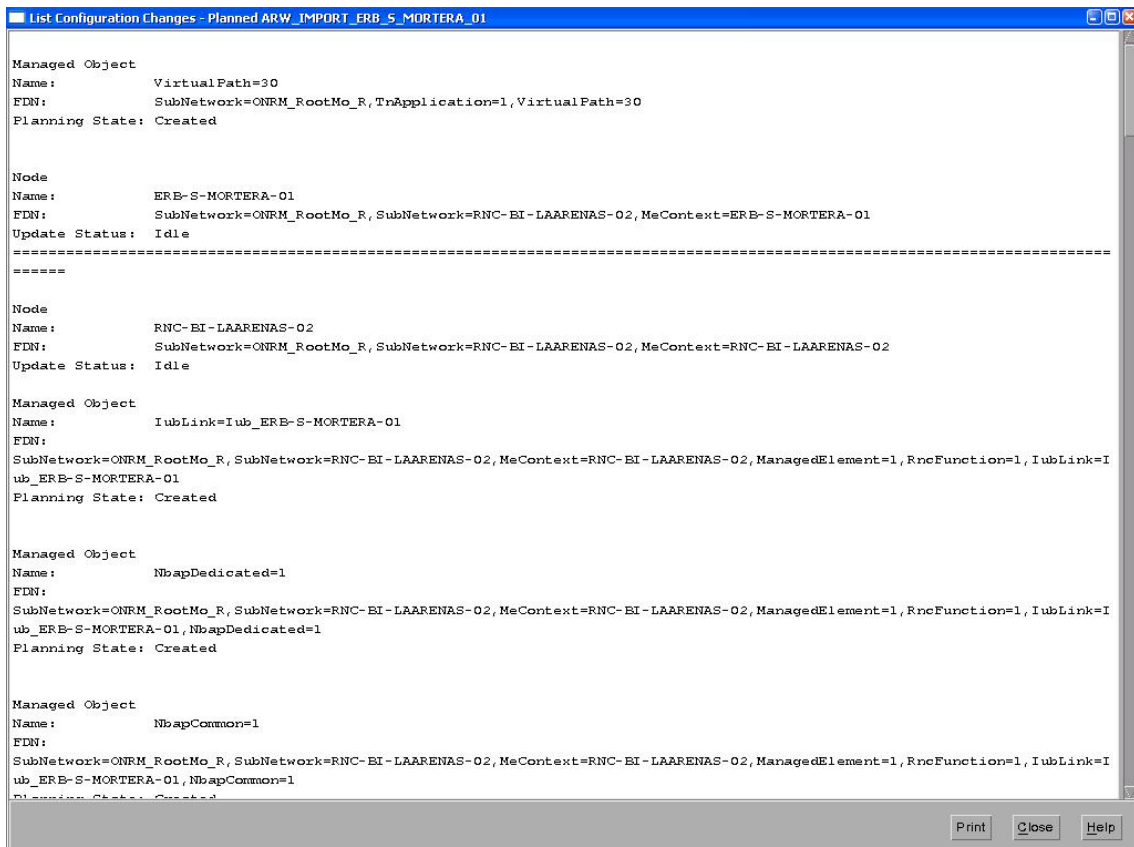 List Configuration Changes - Planned ARW_IMPORT_ERB_S_MORTERA_01
Managed Object
Name: VirtualPath=30
FDN: SubNetwork=ONRM_RootMo_R,TnApplication=1,VirtualPath=30
Planning State: Created
Node
Name: ERB-S-MORTERA-01
FDN: SubNetwork=ONRM_RootMo_R,SubNetwork=RNC-BI-LAARENAS-02,MeContext=ERB-S-MORTERA-01
Update Status: Idle
==============================================================================================================================
======
Node
Name: RNC-BI-LAARENAS-02
FDN: SubNetwork=ONRM_RootMo_R,SubNetwork=RNC-BI-LAARENAS-02,MeContext=RNC-BI-LAARENAS-02
Update Status: Idle
Managed Object
Name: IubLink=Iub_ERB-S-MORTERA-01
FDN:
SubNetwork=ONRM_RootMo_R,SubNetwork=RNC-BI-LAARENAS-02,MeContext=RNC-BI-LAARENAS-02,ManagedElement=1,RncFunction=1,IubLink=I
ub_ERB-S-MORTERA-01
Planning State: Created
Managed Object
Name: NbapDedicated=1
FDN:
SubNetwork=ONRM_RootMo_R,SubNetwork=RNC-BI-LAARENAS-02,MeContext=RNC-BI-LAARENAS-02,ManagedElement=1,RncFunction=1,IubLink=I
ub_ERB-S-MORTERA-01,NbapDedicated=1
Planning State: Created
Managed Object
Name: NbapCommon=1
FDN:
SubNetwork=ONRM_RootMo_R,SubNetwork=RNC-BI-LAARENAS-02,MeContext=RNC-BI-LAARENAS-02,ManagedElement=1,RncFunction=1,IubLink=I
ub_ERB-S-MORTERA-01,NbapCommon=1
Planning State: Created
Print Close Help